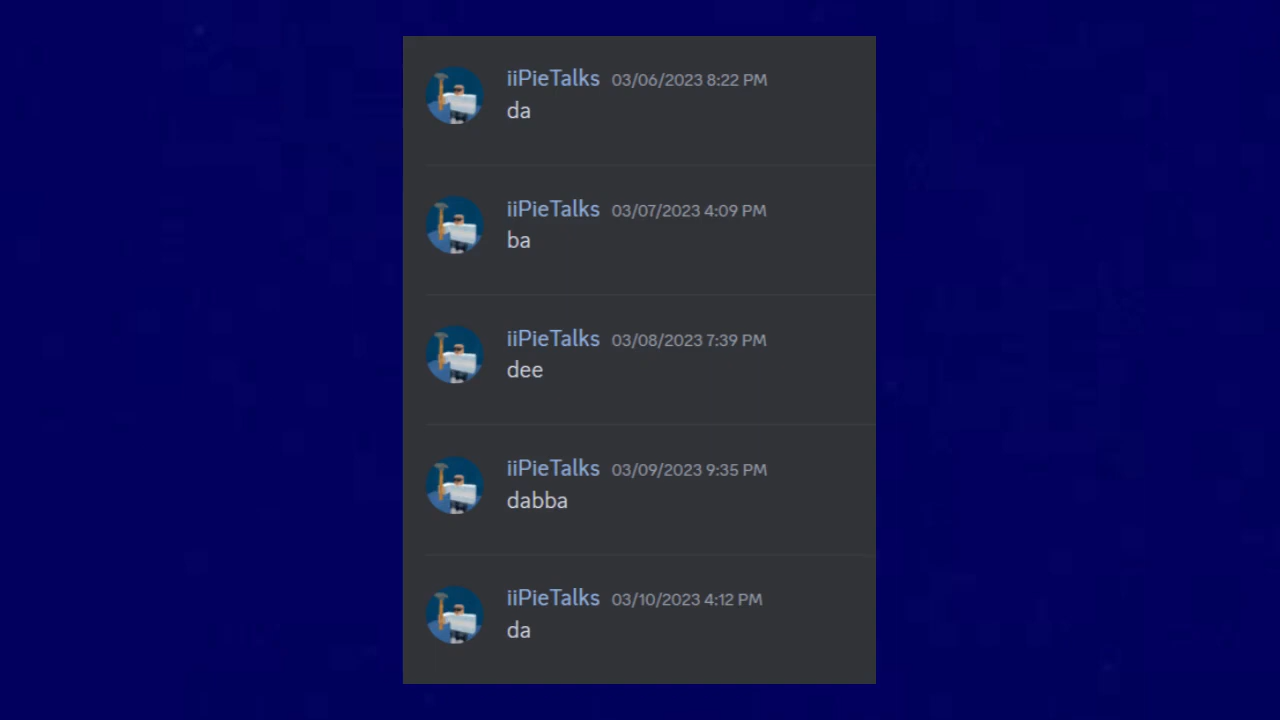 iiPieTalks 03/06/2023 8:22 PM
da
iiPieTalks 03/07/2023 4:09 PM
ba
iiPieTalks 03/08/2023 7:39 PM
dee
iiPieTalks 03/09/2023 9:35 PM
dabba
iiPieTalks 03/10/2023 4:12 PM
da